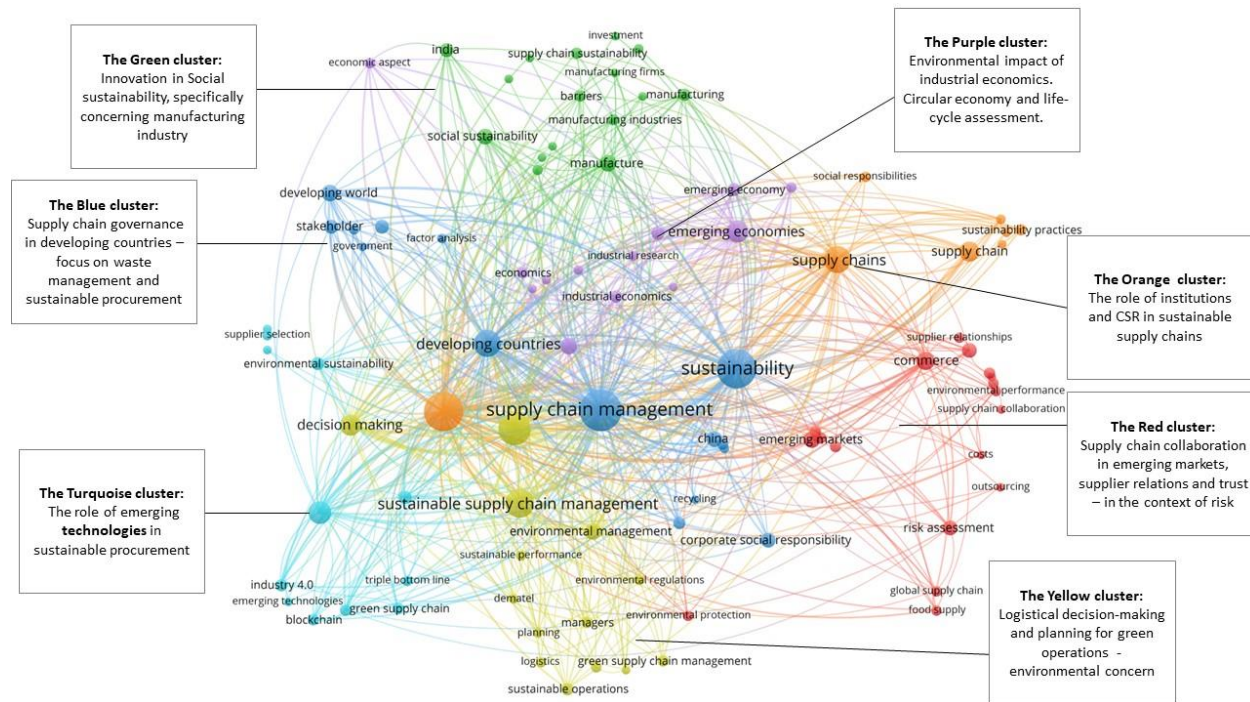 The Green cluster:
Innovation in Social
sustainability, specifically
concerning manufacturing
industry
The Blue cluster:
Supply chain governance
in developing countries –
focus on waste
management and
sustainable procurement
The Turquoise cluster:
The role of emerging
technologies in
sustainable procurement
The Purple cluster:
Environmental impact of
industrial economics.
Circular economy and life-
cycle assessment.
The Orange cluster:
The role of institutions
and CSR in sustainable
supply chains
The Red cluster:
Supply chain collaboration
in emerging markets,
supplier relations and trust
– in the context of risk
The Yellow cluster:
Logistical decision-making
and planning for green
operations -
environmental concern
investment
india
supply chain sustainability
economic aspect
manufacturing firms
barriers
manufacturing
manufacturing industries
social sustainability
manufacture
social responsibilities
developing world
emerging economy
stakeholder
emerging economies
sustainability practices
government
factor analysis
industrial research
supply chain
supply chains
economics
industrial economics
supplier selection
supplier relationships
developing countries
environmental sustainability
sustainability
commerce
environmental performance
supply chain management
supply chain collaboration
decision making
china
emerging markets
costs
outsourcing
recycling
sustainable supply chain management
risk assessment
environmental management
corporate social responsibility
sustainable performance
industry 4.0
triple bottom line
environmental regulations
global supply chain
emerging technologies
dematel
green supply chain
food supply
blockchain
managers
environmental protection
planning
logistics
green supply chain management
sustainable operations